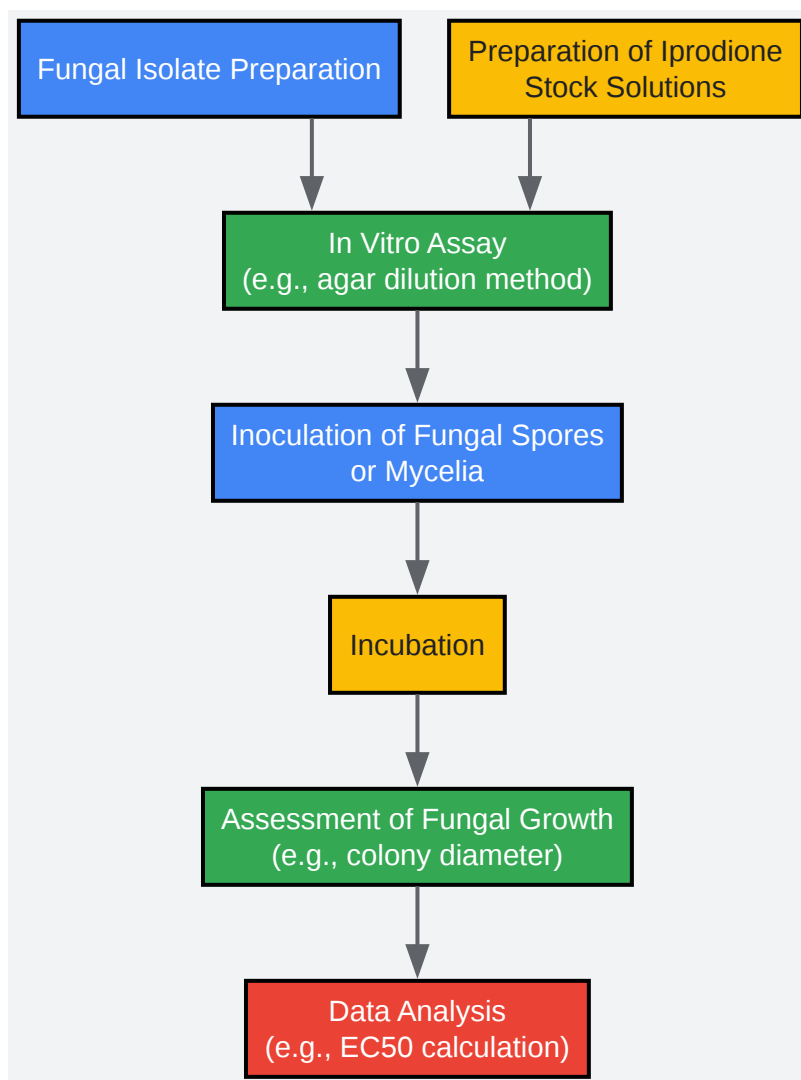 Fungal Isolate Preparation
Preparation of Iprodione
Stock Solutions
In Vitro Assay
(e.g., agar dilution method)
Inoculation of Fungal Spores
or Mycelia
Incubation
Assessment of Fungal Growth
(e.g., colony diameter)
Data Analysis
(e.g., EC50 calculation)